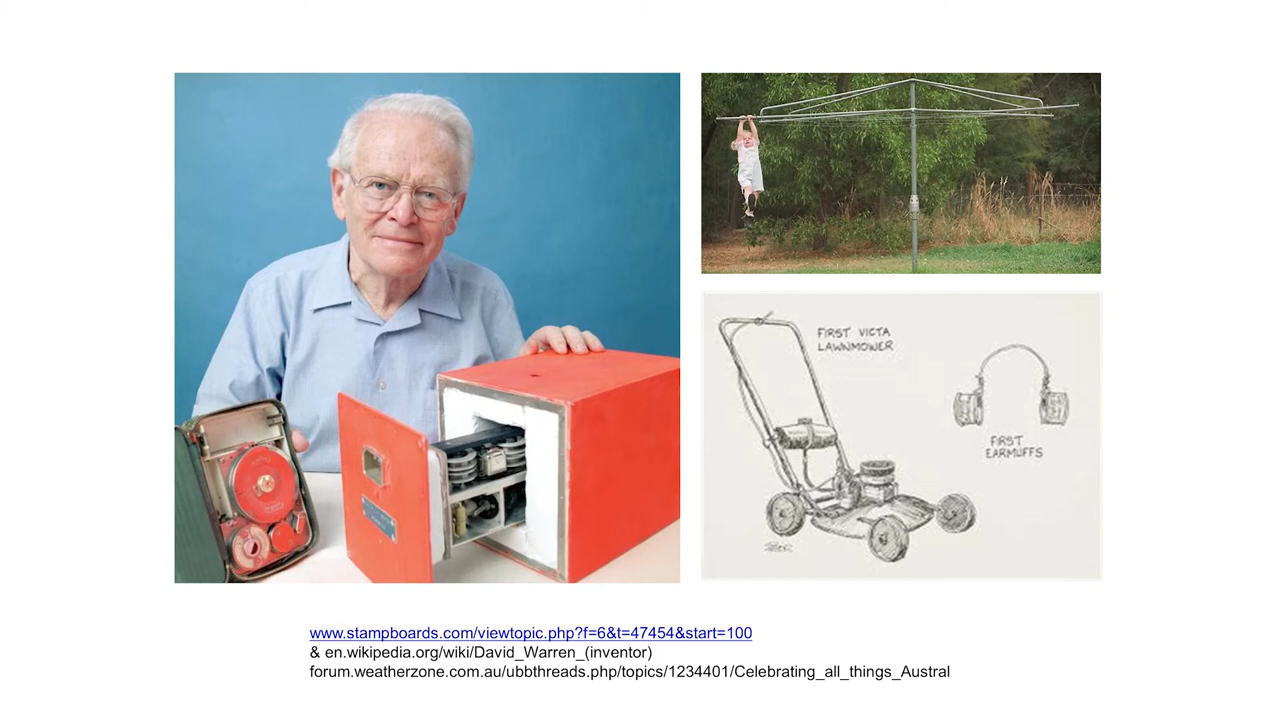 FIRST VICTA
LAWNMOWER
FIRST
EARMUFFS
www.stampboards.com/viewtopic.php?f=6&t=47454&start=100
& en.wikipedia.org/wiki/David_Warren_(inventor)
forum.weatherzone.com.au/ubbthreads.php/topics/1234401/Celebrating_all_things_Austral